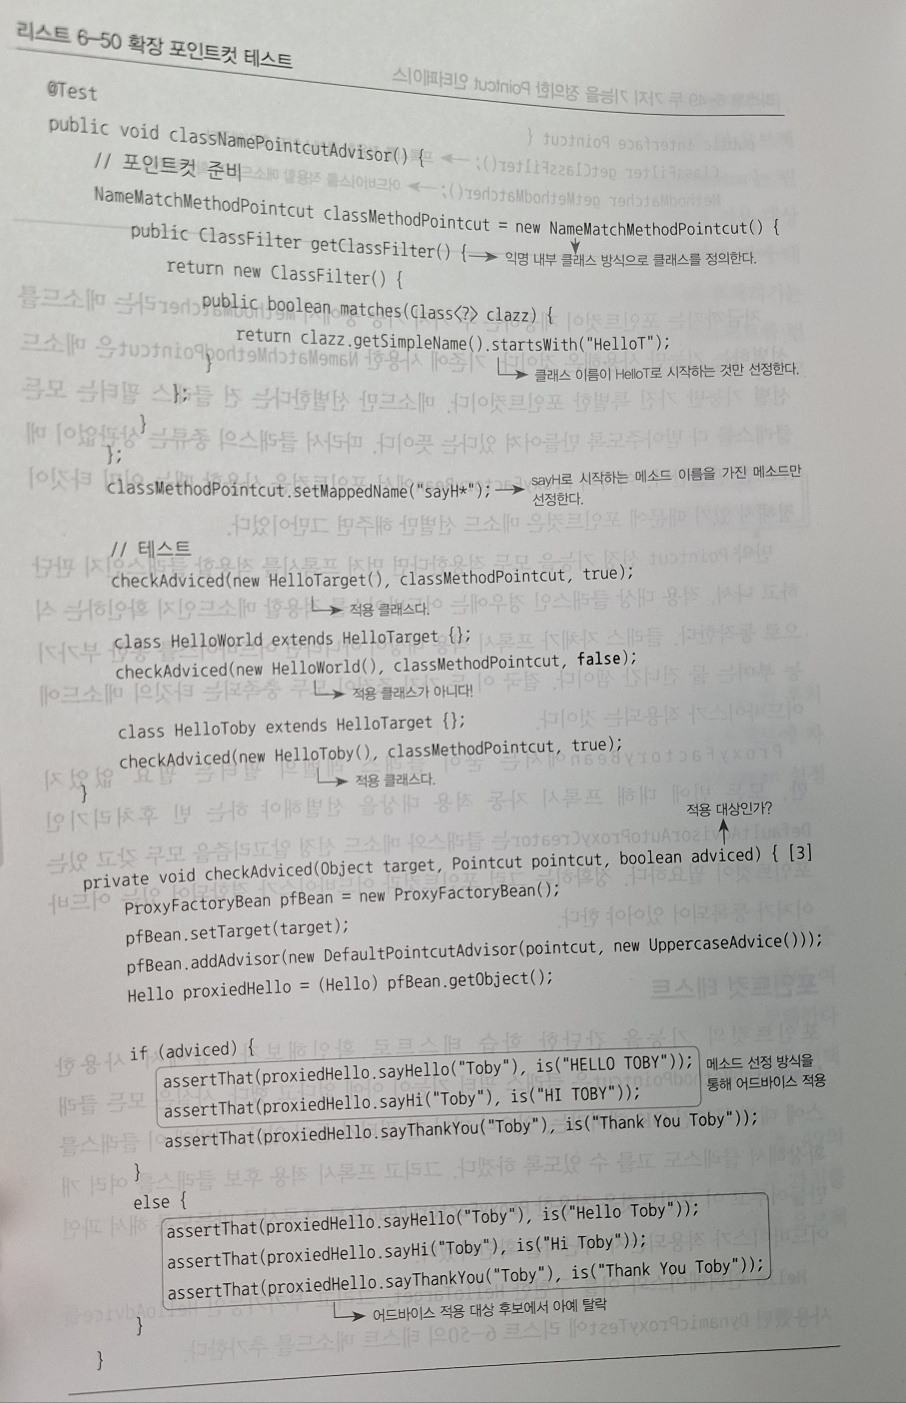 리스트 6-50 확장 포인트컷 테스트
@Test
public void classNamePointcutAdvisor() {
// 포인트컷 준비
NameMatchMethodPointcut classMethodPointcut = new NameMatchMethodPointcut() {
public ClassFilter getClassFilter() { 익명 내부 클래스 방식으로 클래스를 정의한다.
return new ClassFilter() {
public boolean matches(Class<?> clazz) {
return clazz.getSimpleName().startsWith("HelloT");
} 클래스 이름이 HelloT로 시작하는 것만 선정한다.
};
}
};
classMethodPointcut.setMappedName("sayH*"); sayH로 시작하는 메소드 이름을 가진 메소드만
선정한다.
// 테스트
checkAdviced(new HelloTarget(), classMethodPointcut, true);
적용 클래스다.
class HelloWorld extends HelloTarget {};
checkAdviced(new HelloWorld(), classMethodPointcut, false);
적용 클래스가 아니다!
class HelloToby extends HelloTarget {};
checkAdviced(new HelloToby(), classMethodPointcut, true);
적용 클래스다.
}
적용 대상인가?
private void checkAdviced(Object target, Pointcut pointcut, boolean adviced) { [3]
ProxyFactoryBean pfBean = new ProxyFactoryBean();
pfBean.setTarget(target);
pfBean.addAdvisor(new DefaultPointcutAdvisor(pointcut, new UppercaseAdvice()));
Hello proxiedHello = (Hello) pfBean.getObject();
if (adviced) {
assertThat(proxiedHello.sayHello("Toby"), is("HELLO TOBY")); 메소드 선정 방식을
assertThat(proxiedHello.sayHi("Toby"), is("HI TOBY")); 통해 어드바이스 적용
assertThat(proxiedHello.sayThankYou("Toby"), is("Thank You Toby"));
}
else {
assertThat(proxiedHello.sayHello("Toby"), is("Hello Toby"));
assertThat(proxiedHello.sayHi("Toby"), is("Hi Toby"));
assertThat(proxiedHello.sayThankYou("Toby"), is("Thank You Toby"));
어드바이스 적용 대상 후보에서 아예 탈락
}
}